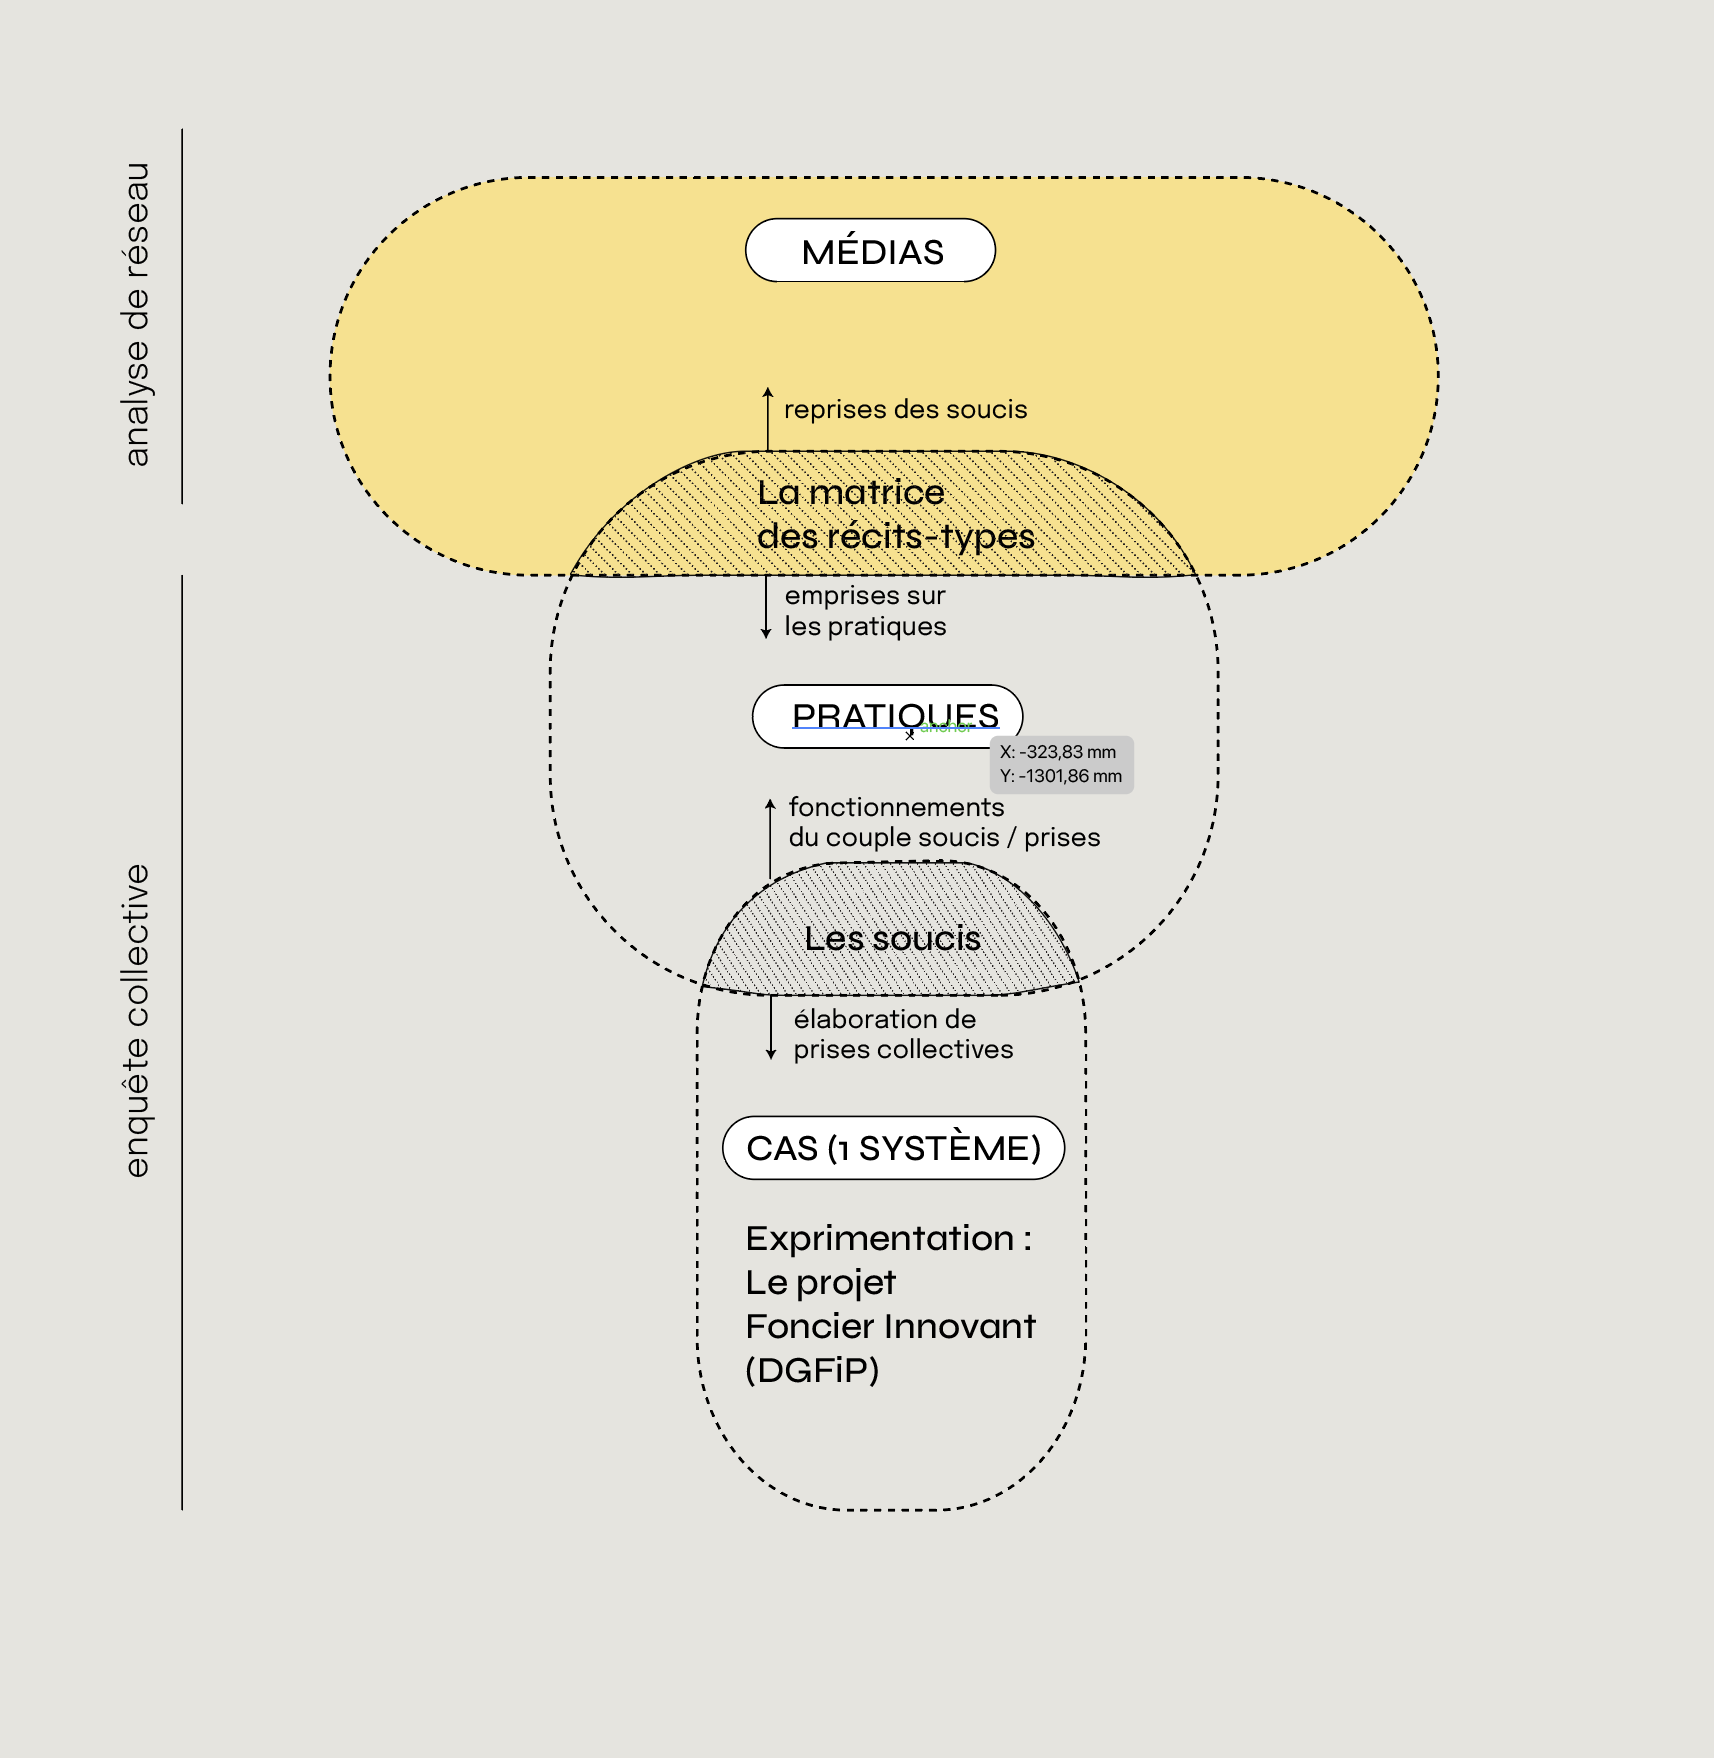 analyse de réseau
MÉDIAS
reprises des soucis
La matrice
des récits-types
emprises sur
les pratiques
PRATIQUES
anchor
X: -323,83 mm
Y: -1301,86 mm
enquête collective
fonctionnements
du couple soucis / prises
Les soucis
élaboration de
prises collectives
CAS (1 SYSTÈME)
Exprimentation :
Le projet
Foncier Innovant
(DGFiP)